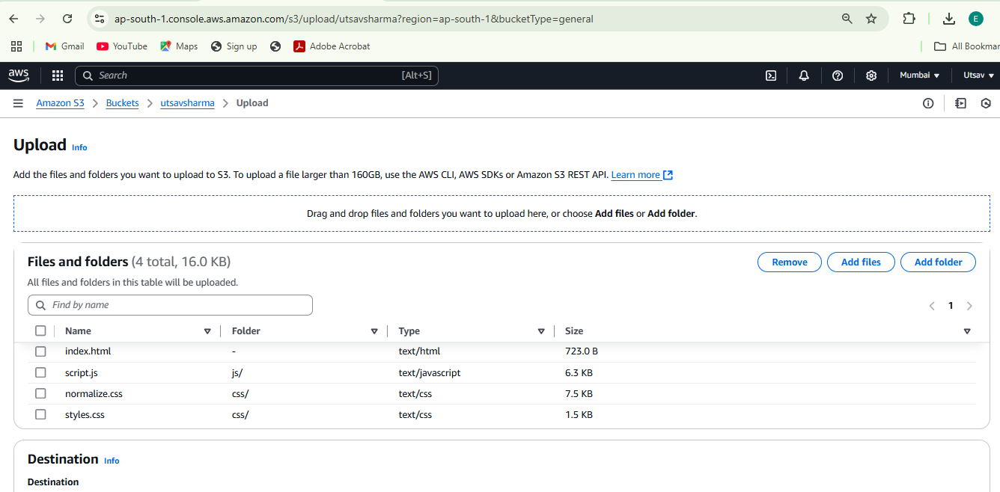 ap-south-1.console.aws.amazon.com/s3/upload/utsavsharma?region=ap-south-1&bucketType=general
E
Gmail YouTube Maps Sign up Adobe Acrobat All Bookmar
aws Search [Alt+S] Mumbai Utsav
Amazon S3 Buckets utsavsharma Upload
Upload Info
Add the files and folders you want to upload to S3. To upload a file larger than 160GB, use the AWS CLI, AWS SDKs or Amazon S3 REST API. Learn more
Drag and drop files and folders you want to upload here, or choose Add files or Add folder.
Files and folders (4 total, 16.0 KB) Remove Add files Add folder
All files and folders in this table will be uploaded.
Find by name 1
Name Folder Type Size
index.html - text/html 723.0 B
script.js js/ text/javascript 6.3 KB
normalize.css css/ text/css 7.5 KB
styles.css css/ text/css 1.5 KB
Destination Info
Destination